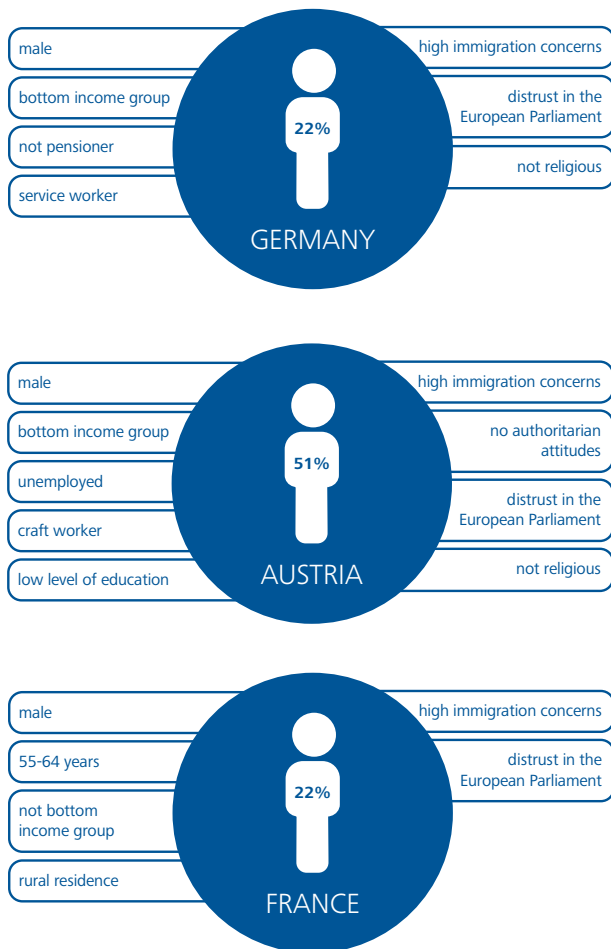 male
bottom income group
not pensioner
service worker
22%
GERMANY
high immigration concerns
distrust in the
European Parliament
not religious
male
bottom income group
unemployed
craft worker
low level of education
51%
AUSTRIA
high immigration concerns
no authoritarian
attitudes
distrust in the
European Parliament
not religious
male
55-64 years
not bottom
income group
rural residence
22%
FRANCE
high immigration concerns
distrust in the
European Parliament